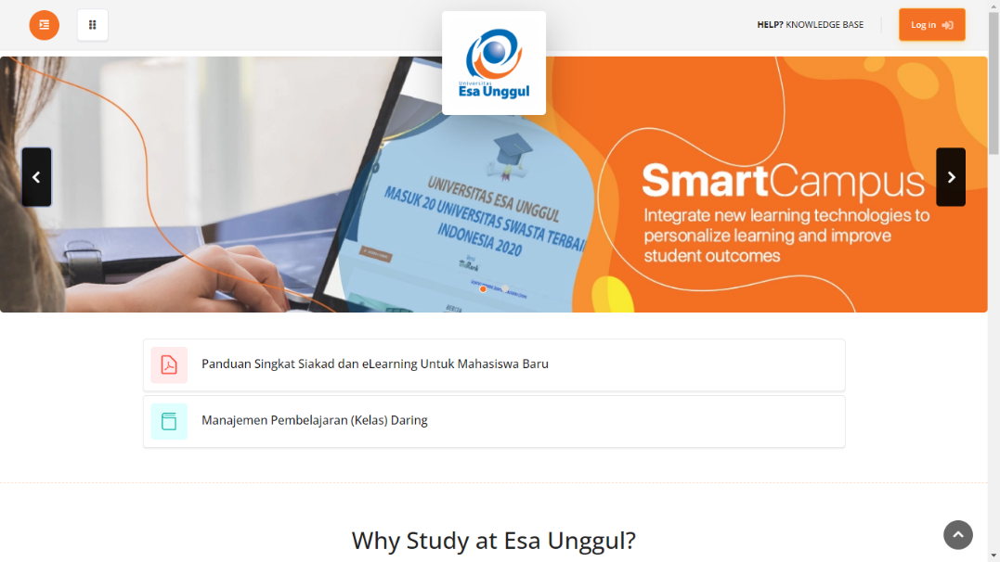 HELP? KNOWLEDGE BASE
Log in
Universitas
Esa Unggul
UNIVERSITAS ESA UNGGUL
MASUK 20 UNIVERSITAS SWASTA TERBAI
INDONESIA 2020
SmartCampus
Integrate new learning technologies to
personalize learning and improve
student outcomes
Panduan Singkat Siakad dan eLearning Untuk Mahasiswa Baru
Manajemen Pembelajaran (Kelas) Daring
Why Study at Esa Unggul?